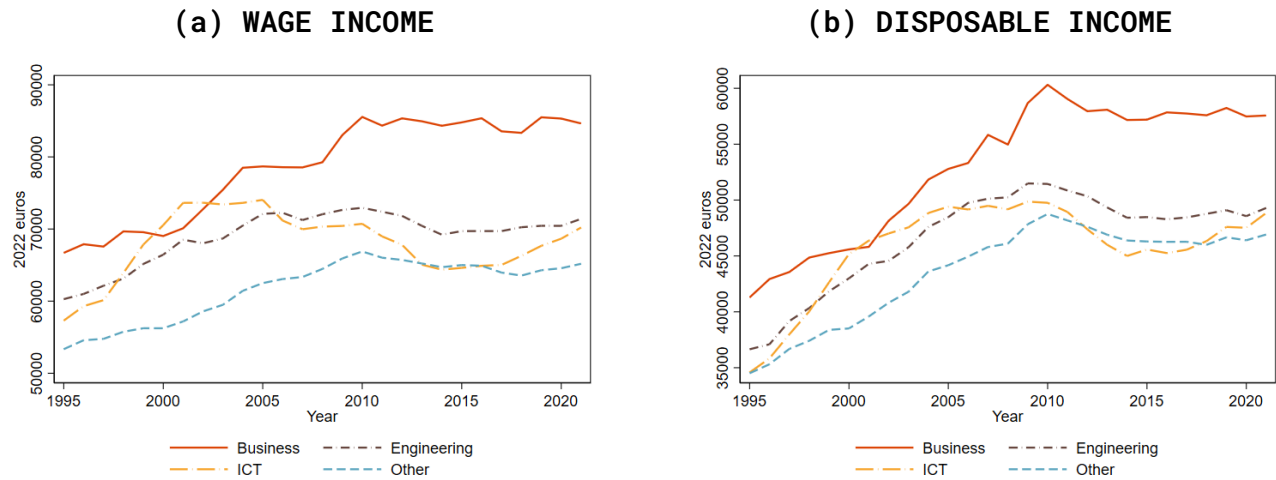 (a) WAGE INCOME
90000
80000
70000
60000
50000
2022 euros
1995 2000 2005 2010 2015 2020
Year
Business Engineering
ICT Other
(b) DISPOSABLE INCOME
60000
55000
50000
45000
40000
35000
2022 euros
1995 2000 2005 2010 2015 2020
Year
Business Engineering
ICT Other